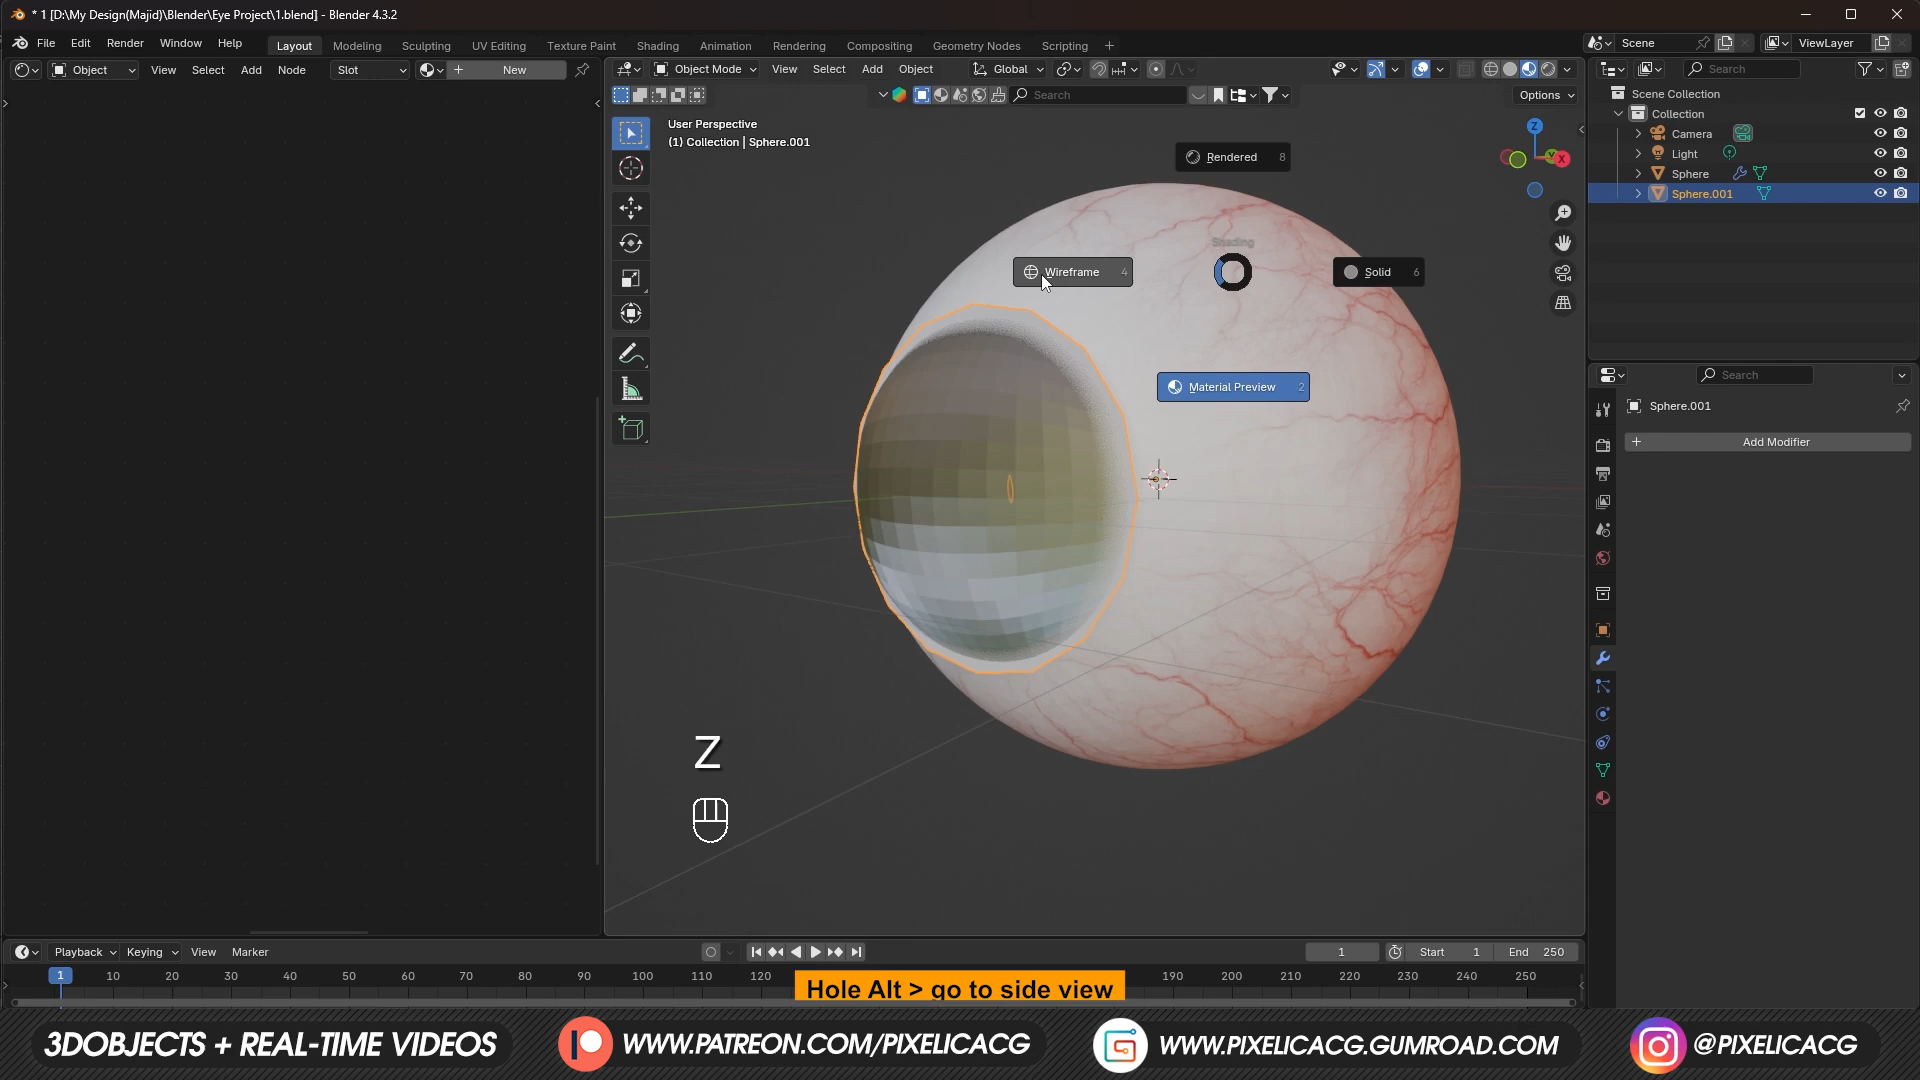 * 1 [D:\My Design(Majid)\Blender\Eye Project\1.blend] - Blender 4.3.2
File Edit Render Window Help Layout Modeling Sculpting UV Editing Texture Paint Shading Animation Rendering Compositing Geometry Nodes Scripting + Scene ViewLayer
Object View Select Add Node Slot + New
Object Mode View Select Add Object Global
Search
Search Options
Scene Collection
Collection
Camera
Light
Sphere
Sphere.001
User Perspective
(1) Collection | Sphere.001
Z
X
Rendered 8
Shading
Wireframe 4
Solid 6
Material Preview 2
Search
Sphere.001
+ Add Modifier
Z
Playback Keying View Marker
1 Start 1 End 250
1 10 20 30 40 50 60 70 80 90 100 110 120 190 200 210 220 230 240 250
Hole Alt > go to side view
3DOBJECTS + REAL-TIME VIDEOS WWW.PATREON.COM/PIXELICACG WWW.PIXELICACG.GUMROAD.COM @PIXELICACG